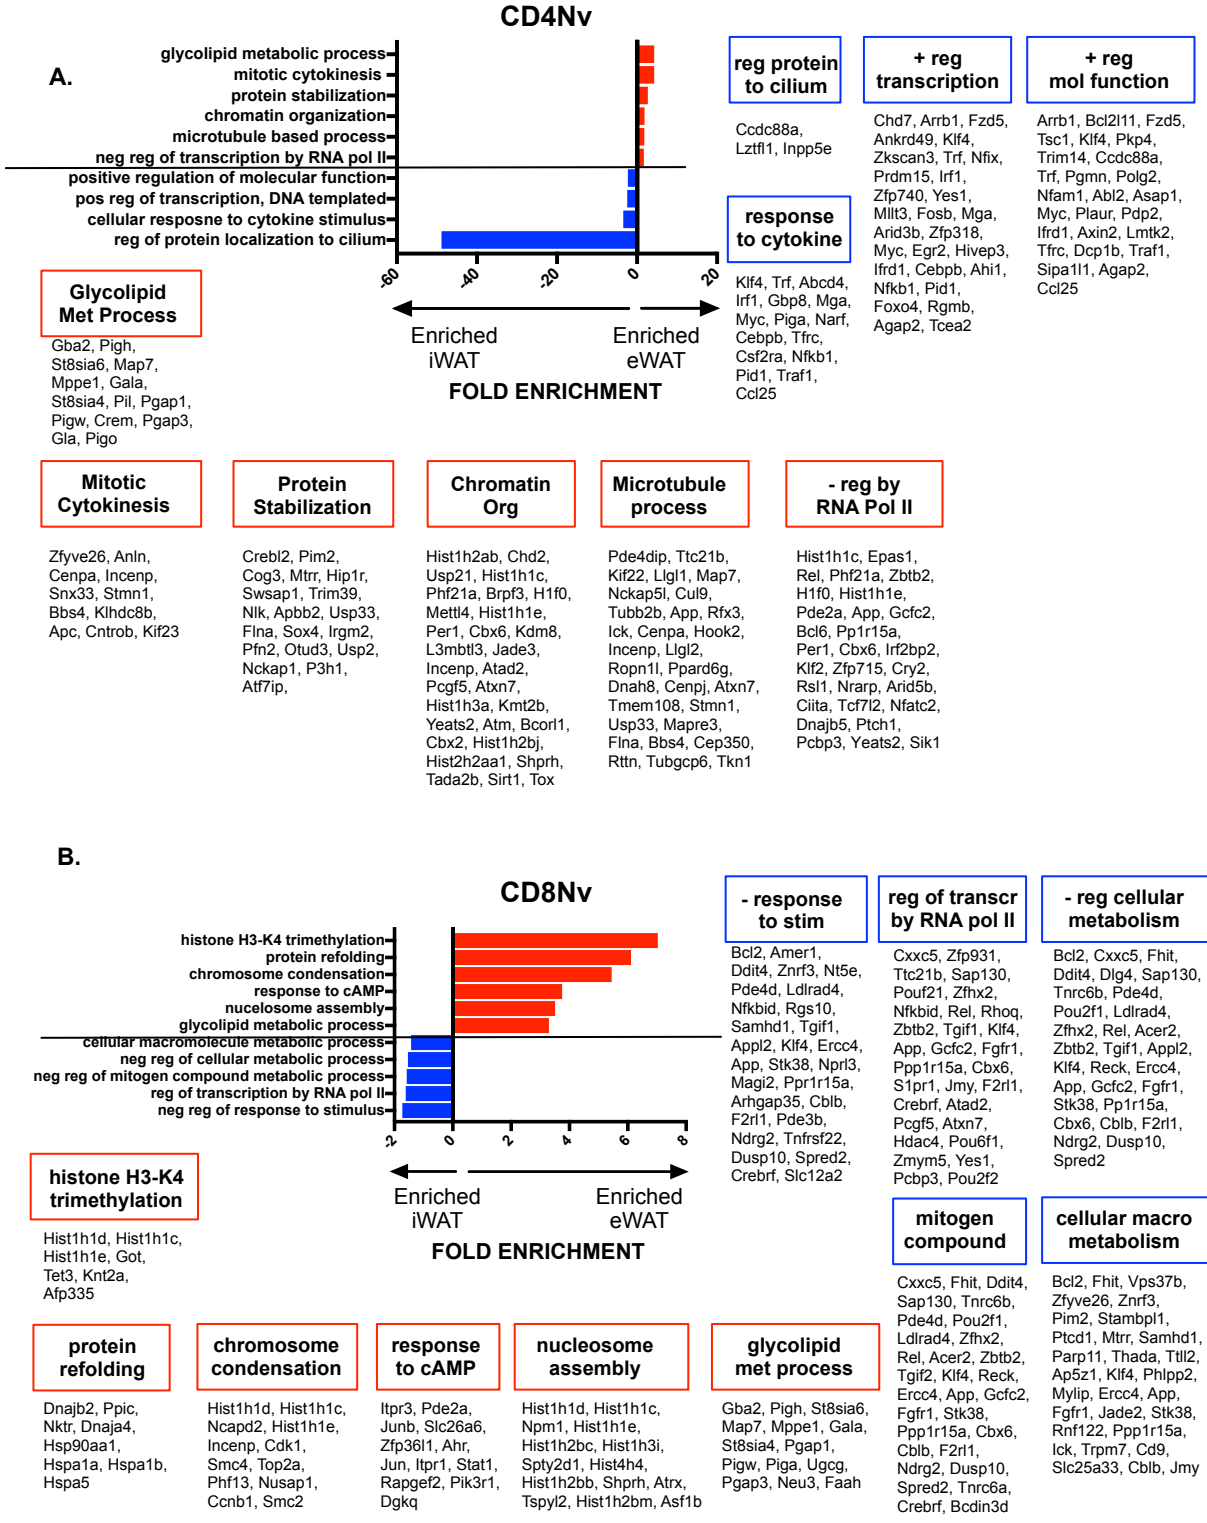 CD4Nv
A.
glycolipid metabolic process
mitotic cytokinesis
protein stabilization
chromatin organization
microtubule based process
neg reg of transcription by RNA pol II
positive regulation of molecular function
pos reg of transcription, DNA templated
cellular resposne to cytokine stimulus
reg of protein localization to cilium
-60
-40
-20
0
20
Enriched
iWAT
Enriched
eWAT
FOLD ENRICHMENT
reg protein
to cilium
Ccdc88a,
Lztfl1, Inpp5e
response
to cytokine
Klf4, Trf, Abcd4,
Irf1, Gbp8, Mga,
Myc, Piga, Narf,
Cebpb, Tfrc,
Csf2ra, Nfkb1,
Pid1, Traf1,
Ccl25
+ reg
transcription
Chd7, Arrb1, Fzd5,
Ankrd49, Klf4,
Zkscan3, Trf, Nfix,
Prdm15, Irf1,
Zfp740, Yes1,
Mllt3, Fosb, Mga,
Arid3b, Zfp318,
Myc, Egr2, Hivep3,
Ifrd1, Cebpb, Ahi1,
Nfkb1, Pid1,
Foxo4, Rgmb,
Agap2, Tcea2
+ reg
mol function
Arrb1, Bcl2l11, Fzd5,
Tsc1, Klf4, Pkp4,
Trim14, Ccdc88a,
Trf, Pgmn, Polg2,
Nfam1, Abl2, Asap1,
Myc, Plaur, Pdp2,
Ifrd1, Axin2, Lmtk2,
Tfrc, Dcp1b, Traf1,
Sipa1l1, Agap2,
Ccl25
Glycolipid
Met Process
Gba2, Pigh,
St8sia6, Map7,
Mppe1, Gala,
St8sia4, Pil, Pgap1,
Pigw, Crem, Pgap3,
Gla, Pigo
Mitotic
Cytokinesis
Zfyve26, Anln,
Cenpa, Incenp,
Snx33, Stmn1,
Bbs4, Klhdc8b,
Apc, Cntrob, Kif23
Protein
Stabilization
Crebl2, Pim2,
Cog3, Mtrr, Hip1r,
Swsap1, Trim39,
Nlk, Apbb2, Usp33,
Flna, Sox4, Irgm2,
Pfn2, Otud3, Usp2,
Nckap1, P3h1,
Atf7ip,
Chromatin
Org
Hist1h2ab, Chd2,
Usp21, Hist1h1c,
Phf21a, Brpf3, H1f0,
Mettl4, Hist1h1e,
Per1, Cbx6, Kdm8,
L3mbtl3, Jade3,
Incenp, Atad2,
Pcgf5, Atxn7,
Hist1h3a, Kmt2b,
Yeats2, Atm, Bcorl1,
Cbx2, Hist1h2bj,
Hist2h2aa1, Shprh,
Tada2b, Sirt1, Tox
Microtubule
process
Pde4dip, Ttc21b,
Kif22, Llgl1, Map7,
Nckap5l, Cul9,
Tubb2b, App, Rfx3,
Ick, Cenpa, Hook2,
Incenp, Llgl2,
Ropn1l, Ppard6g,
Dnah8, Cenpj, Atxn7,
Tmem108, Stmn1,
Usp33, Mapre3,
Flna, Bbs4, Cep350,
Rttn, Tubgcp6, Tkn1
- reg by
RNA Pol II
Hist1h1c, Epas1,
Rel, Phf21a, Zbtb2,
H1f0, Hist1h1e,
Pde2a, App, Gcfc2,
Bcl6, Pp1r15a,
Per1, Cbx6, Irf2bp2,
Klf2, Zfp715, Cry2,
Rsl1, Nrarp, Arid5b,
Ciita, Tcf7l2, Nfatc2,
Dnajb5, Ptch1,
Pcbp3, Yeats2, Sik1
B.
CD8Nv
histone H3-K4 trimethylation
protein refolding
chromosome condensation
response to cAMP
nucelosome assembly
glycolipid metabolic process
cellular macromolecule metabolic process
neg reg of cellular metabolic process
neg reg of mitogen compound metabolic process
reg of transcription by RNA pol II
neg reg of response to stimulus
-2
0
2
4
6
8
Enriched
iWAT
Enriched
eWAT
FOLD ENRICHMENT
- response
to stim
Bcl2, Amer1,
Ddit4, Znrf3, Nt5e,
Pde4d, Ldlrad4,
Nfkbid, Rgs10,
Samhd1, Tgif1,
Appl2, Klf4, Ercc4,
App, Stk38, Nprl3,
Magi2, Ppr1r15a,
Arhgap35, Cblb,
F2rl1, Pde3b,
Ndrg2, Tnfrsf22,
Dusp10, Spred2,
Crebrf, Slc12a2
reg of transcr
by RNA pol II
Cxxc5, Zfp931,
Ttc21b, Sap130,
Pouf21, Zfhx2,
Nfkbid, Rel, Rhoq,
Zbtb2, Tgif1, Klf4,
App, Gcfc2, Fgfr1,
Ppp1r15a, Cbx6,
S1pr1, Jmy, F2rl1,
Crebrf, Atad2,
Pcgf5, Atxn7,
Hdac4, Pou6f1,
Zmym5, Yes1,
Pcbp3, Pou2f2
- reg cellular
metabolism
Bcl2, Cxxc5, Fhit,
Ddit4, Dlg4, Sap130,
Tnrc6b, Pde4d,
Pou2f1, Ldlrad4,
Zfhx2, Rel, Acer2,
Zbtb2, Tgif1, Appl2,
Klf4, Reck, Ercc4,
App, Gcfc2, Fgfr1,
Stk38, Pp1r15a,
Cbx6, Cblb, F2rl1,
Ndrg2, Dusp10,
Spred2
histone H3-K4
trimethylation
Hist1h1d, Hist1h1c,
Hist1h1e, Got,
Tet3, Knt2a,
Afp335
protein
refolding
Dnajb2, Ppic,
Nktr, Dnaja4,
Hsp90aa1,
Hspa1a, Hspa1b,
Hspa5
chromosome
condensation
Hist1h1d, Hist1h1c,
Ncapd2, Hist1h1e,
Incenp, Cdk1,
Smc4, Top2a,
Phf13, Nusap1,
Ccnb1, Smc2
response
to cAMP
Itpr3, Pde2a,
Junb, Slc26a6,
Zfp36l1, Ahr,
Jun, Itpr1, Stat1,
Rapgef2, Pik3r1,
Dgkq
nucleosome
assembly
Hist1h1d, Hist1h1c,
Npm1, Hist1h1e,
Hist1h2bc, Hist1h3i,
Spty2d1, Hist4h4,
Hist1h2bb, Shprh, Atrx,
Tspyl2, Hist1h2bm, Asf1b
glycolipid
met process
Gba2, Pigh, St8sia6,
Map7, Mppe1, Gala,
St8sia4, Pgap1,
Pigw, Piga, Ugcg,
Pgap3, Neu3, Faah
mitogen
compound
Cxxc5, Fhit, Ddit4,
Sap130, Tnrc6b,
Pde4d, Pou2f1,
Ldlrad4, Zfhx2,
Rel, Acer2, Zbtb2,
Tgif2, Klf4, Reck,
Ercc4, App, Gcfc2,
Fgfr1, Stk38,
Ppp1r15a, Cbx6,
Cblb, F2rl1,
Ndrg2, Dusp10,
Spred2, Tnrc6a,
Crebrf, Bcdin3d
cellular macro
metabolism
Bcl2, Fhit, Vps37b,
Zfyve26, Znrf3,
Pim2, Stambpl1,
Ptcd1, Mtrr, Samhd1,
Parp11, Thada, Ttll2,
Ap5z1, Klf4, Phlpp2,
Mylip, Ercc4, App,
Fgfr1, Jade2, Stk38,
Rnf122, Ppp1r15a,
Ick, Trpm7, Cd9,
Slc25a33, Cblb, Jmy